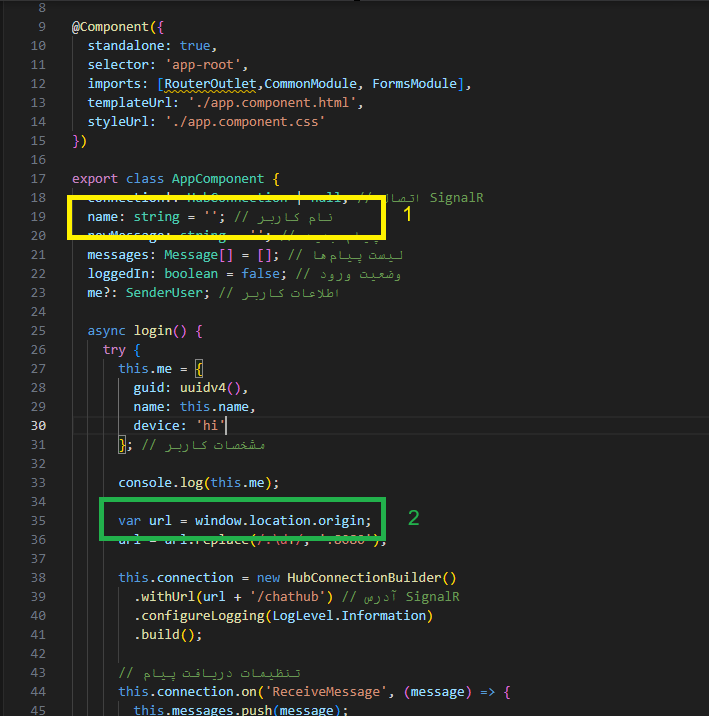 8
9 @Component({
10 standalone: true,
11 selector: 'app-root',
12 imports: [RouterOutlet,CommonModule, FormsModule],
13 templateUrl: './app.component.html',
14 styleUrl: './app.component.css'
15 })
16
17 export class AppComponent {
18 connection: HubConnection | null; // اتصال SignalR
19 name: string = ''; // نام کاربر
1
20 newMessage: string = ''; // پیام جدید
21 messages: Message[] = []; // لیست پیام‌ها
22 loggedIn: boolean = false; // وضعیت ورود
23 me?: SenderUser; // اطلاعات کاربر
24
25 async login() {
26 try {
27 this.me = {
28 guid: uuidv4(),
29 name: this.name,
30 device: 'hi'
31 }; // مشخصات کاربر
32
33 console.log(this.me);
34
35 var url = window.location.origin;
2
36 url = url.replace(
37
38 this.connection = new HubConnectionBuilder()
39 .withUrl(url + '/chathub') // آدرس SignalR
40 .configureLogging(LogLevel.Information)
41 .build();
42
43 // تنظیمات دریافت پیام
44 this.connection.on('ReceiveMessage', (message) => {
45 this.messages.push(message);